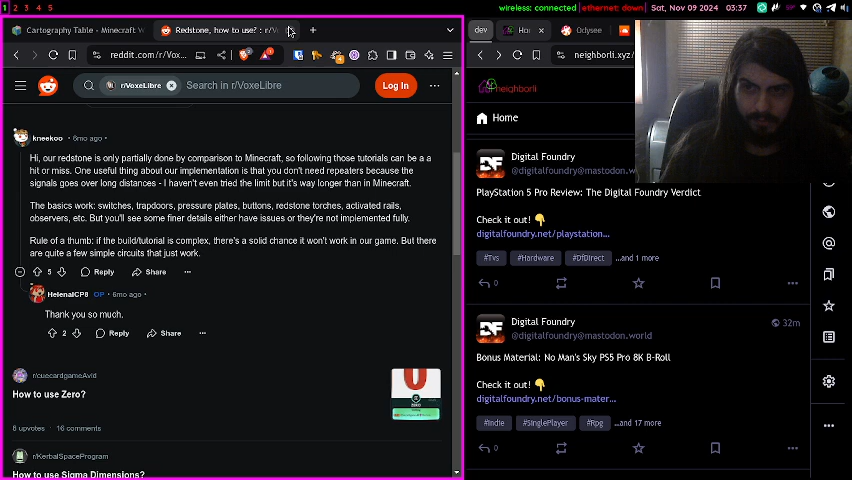 1 2 3 4 5
wireless: connected
ethernet: down
Sat, Nov 09 2024
03:37
Cartography Table - Minecraft W
Redstone, how to use? : r/V
reddit.com/r/Vox...
r/VoxeLibre
Search in r/VoxeLibre
Log In
kneekoo • 6mo ago •
Hi, our redstone is only partially done by comparison to Minecraft, so following those tutorials can be a a
hit or miss. One useful thing about our implementation is that you don't need repeaters because the
signals goes over long distances - I haven't even tried the limit but it's way longer than in Minecraft.
The basics work: switches, trapdoors, pressure plates, buttons, redstone torches, activated rails,
observers, etc. But you'll see some finer details either have issues or they're not implemented fully.
Rule of a thumb: if the build/tutorial is complex, there's a solid chance it won't work in our game. But there
are quite a few simple circuits that just work.
5 Reply Share
HelenaICP8 OP • 6mo ago •
Thank you so much.
2 Reply Share
r/cuecardgameAvid
How to use Zero?
6 upvotes • 16 comments
r/KerbalSpaceProgram
How to use Sigma Dimensions?
dev
Odysee
neighborli.xyz/
neighborli
Home
Digital Foundry
@digitalfoundry@mastodon.w
PlayStation 5 Pro Review: The Digital Foundry Verdict
Check it out! 👇
digitalfoundry.net/playstation...
#Tvs #Hardware #DfDirect ...and 1 more
0
Digital Foundry
32m
@digitalfoundry@mastodon.world
Bonus Material: No Man's Sky PS5 Pro 8K B-Roll
Check it out! 👇
digitalfoundry.net/bonus-mater...
#Indie #SinglePlayer #Rpg ...and 17 more
0